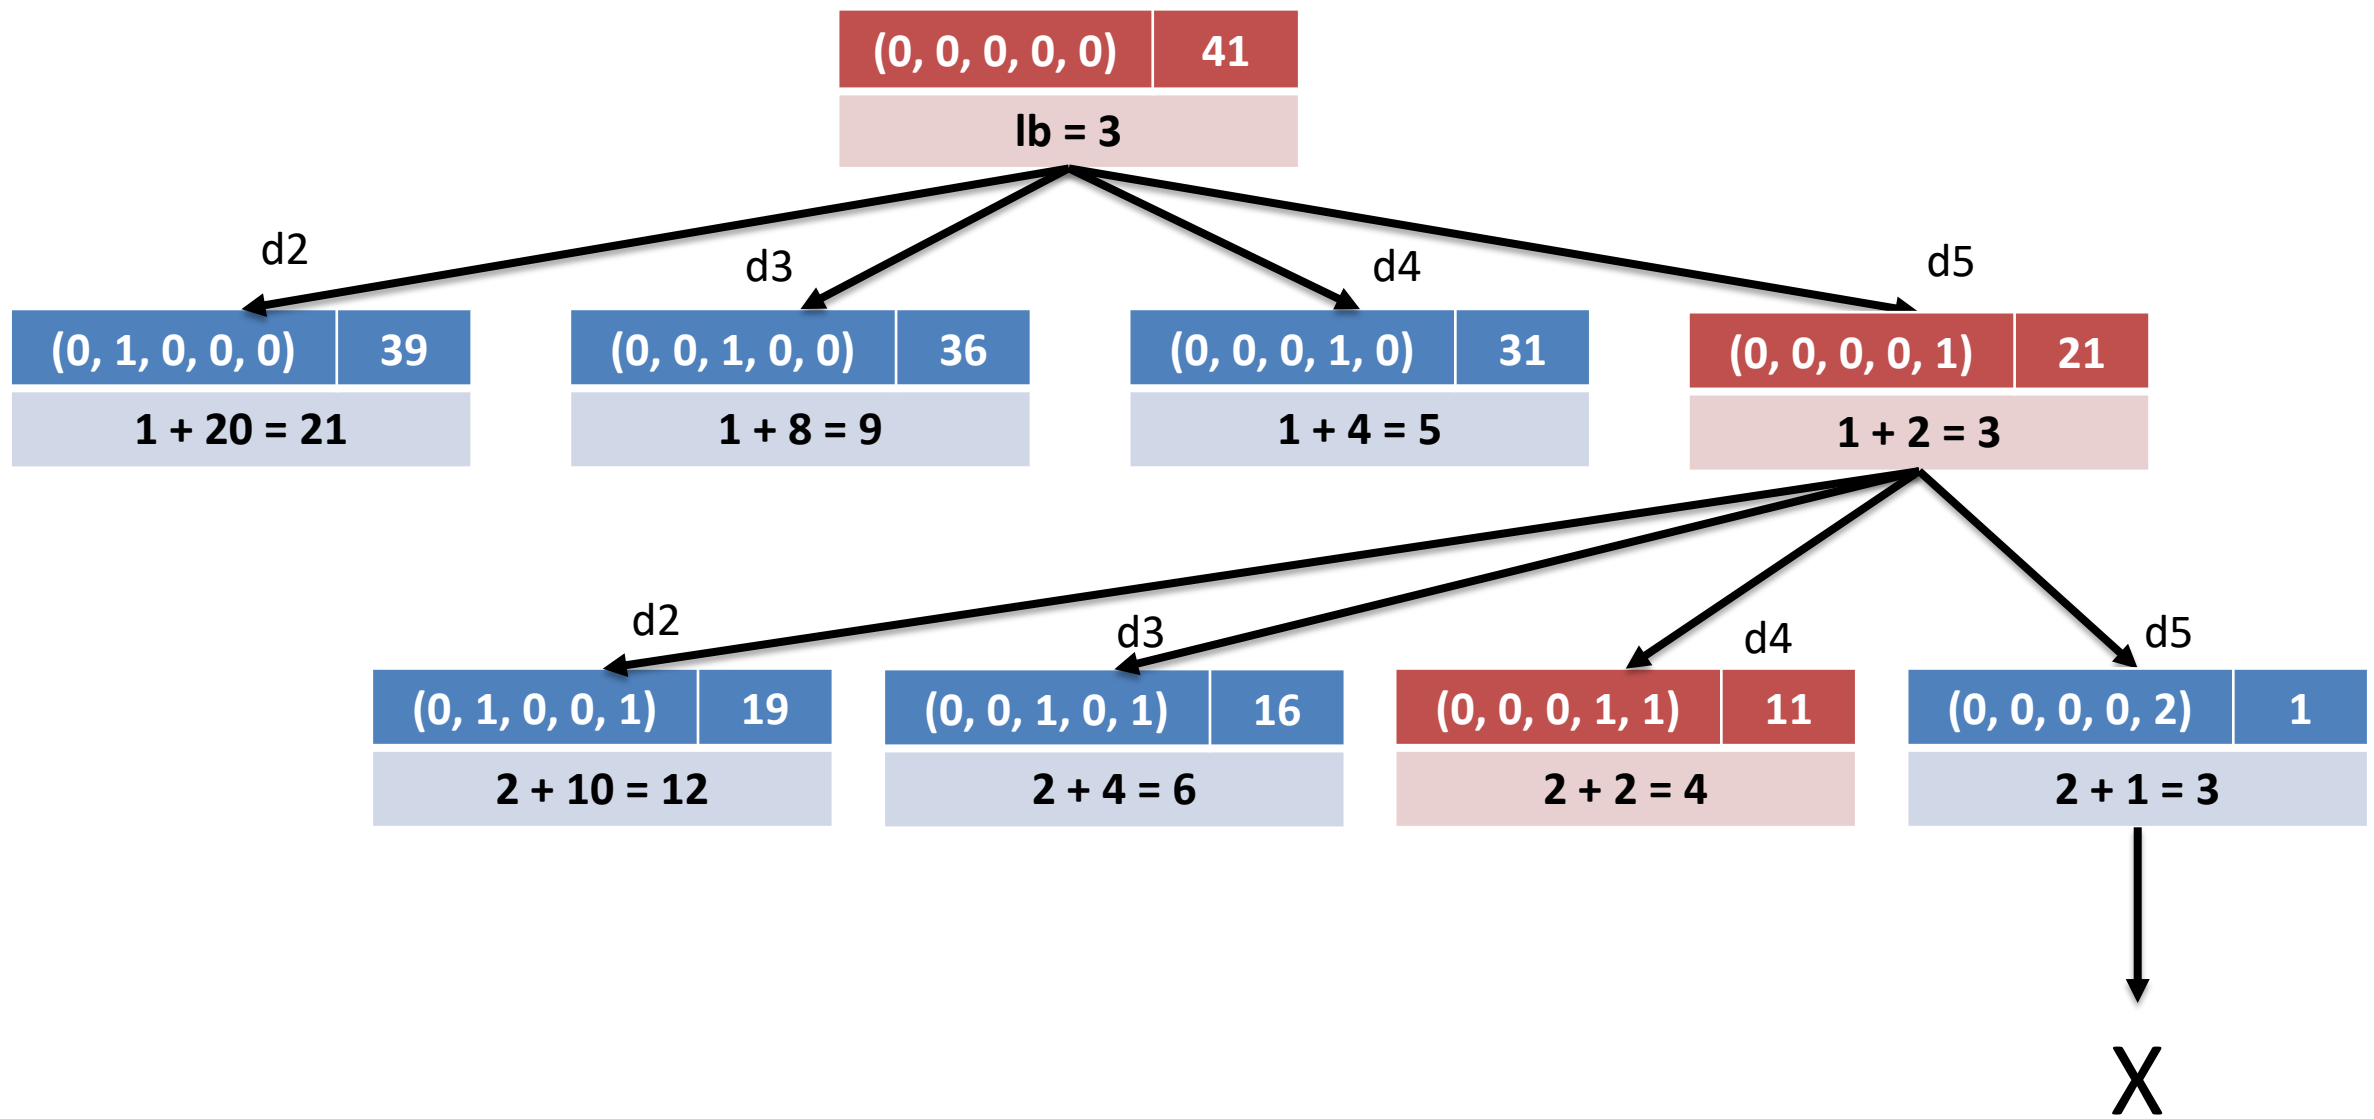 (0, 0, 0, 0, 0) 41
lb = 3
d2 d3 d4 d5
(0, 1, 0, 0, 0) 39 (0, 0, 1, 0, 0) 36 (0, 0, 0, 1, 0) 31 (0, 0, 0, 0, 1) 21
1 + 20 = 21 1 + 8 = 9 1 + 4 = 5 1 + 2 = 3
d2 d3 d4 d5
(0, 1, 0, 0, 1) 19 (0, 0, 1, 0, 1) 16 (0, 0, 0, 1, 1) 11 (0, 0, 0, 0, 2) 1
2 + 10 = 12 2 + 4 = 6 2 + 2 = 4 2 + 1 = 3
X